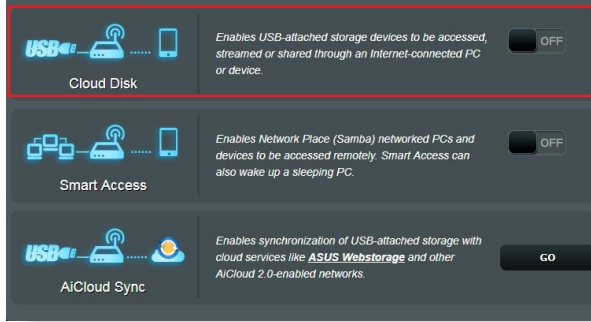 Enables USB-attached storage devices to be accessed,
streamed or shared through an Internet-connected PC
or device.
OFF
USB
Cloud Disk
Enables Network Place (Samba) networked PCs and
devices to be accessed remotely. Smart Access can
also wake up a sleeping PC.
OFF
Smart Access
Enables synchronization of USB-attached storage with
cloud services like ASUS Webstorage and other
AiCloud 2.0-enabled networks.
GO
USB
AiCloud Sync